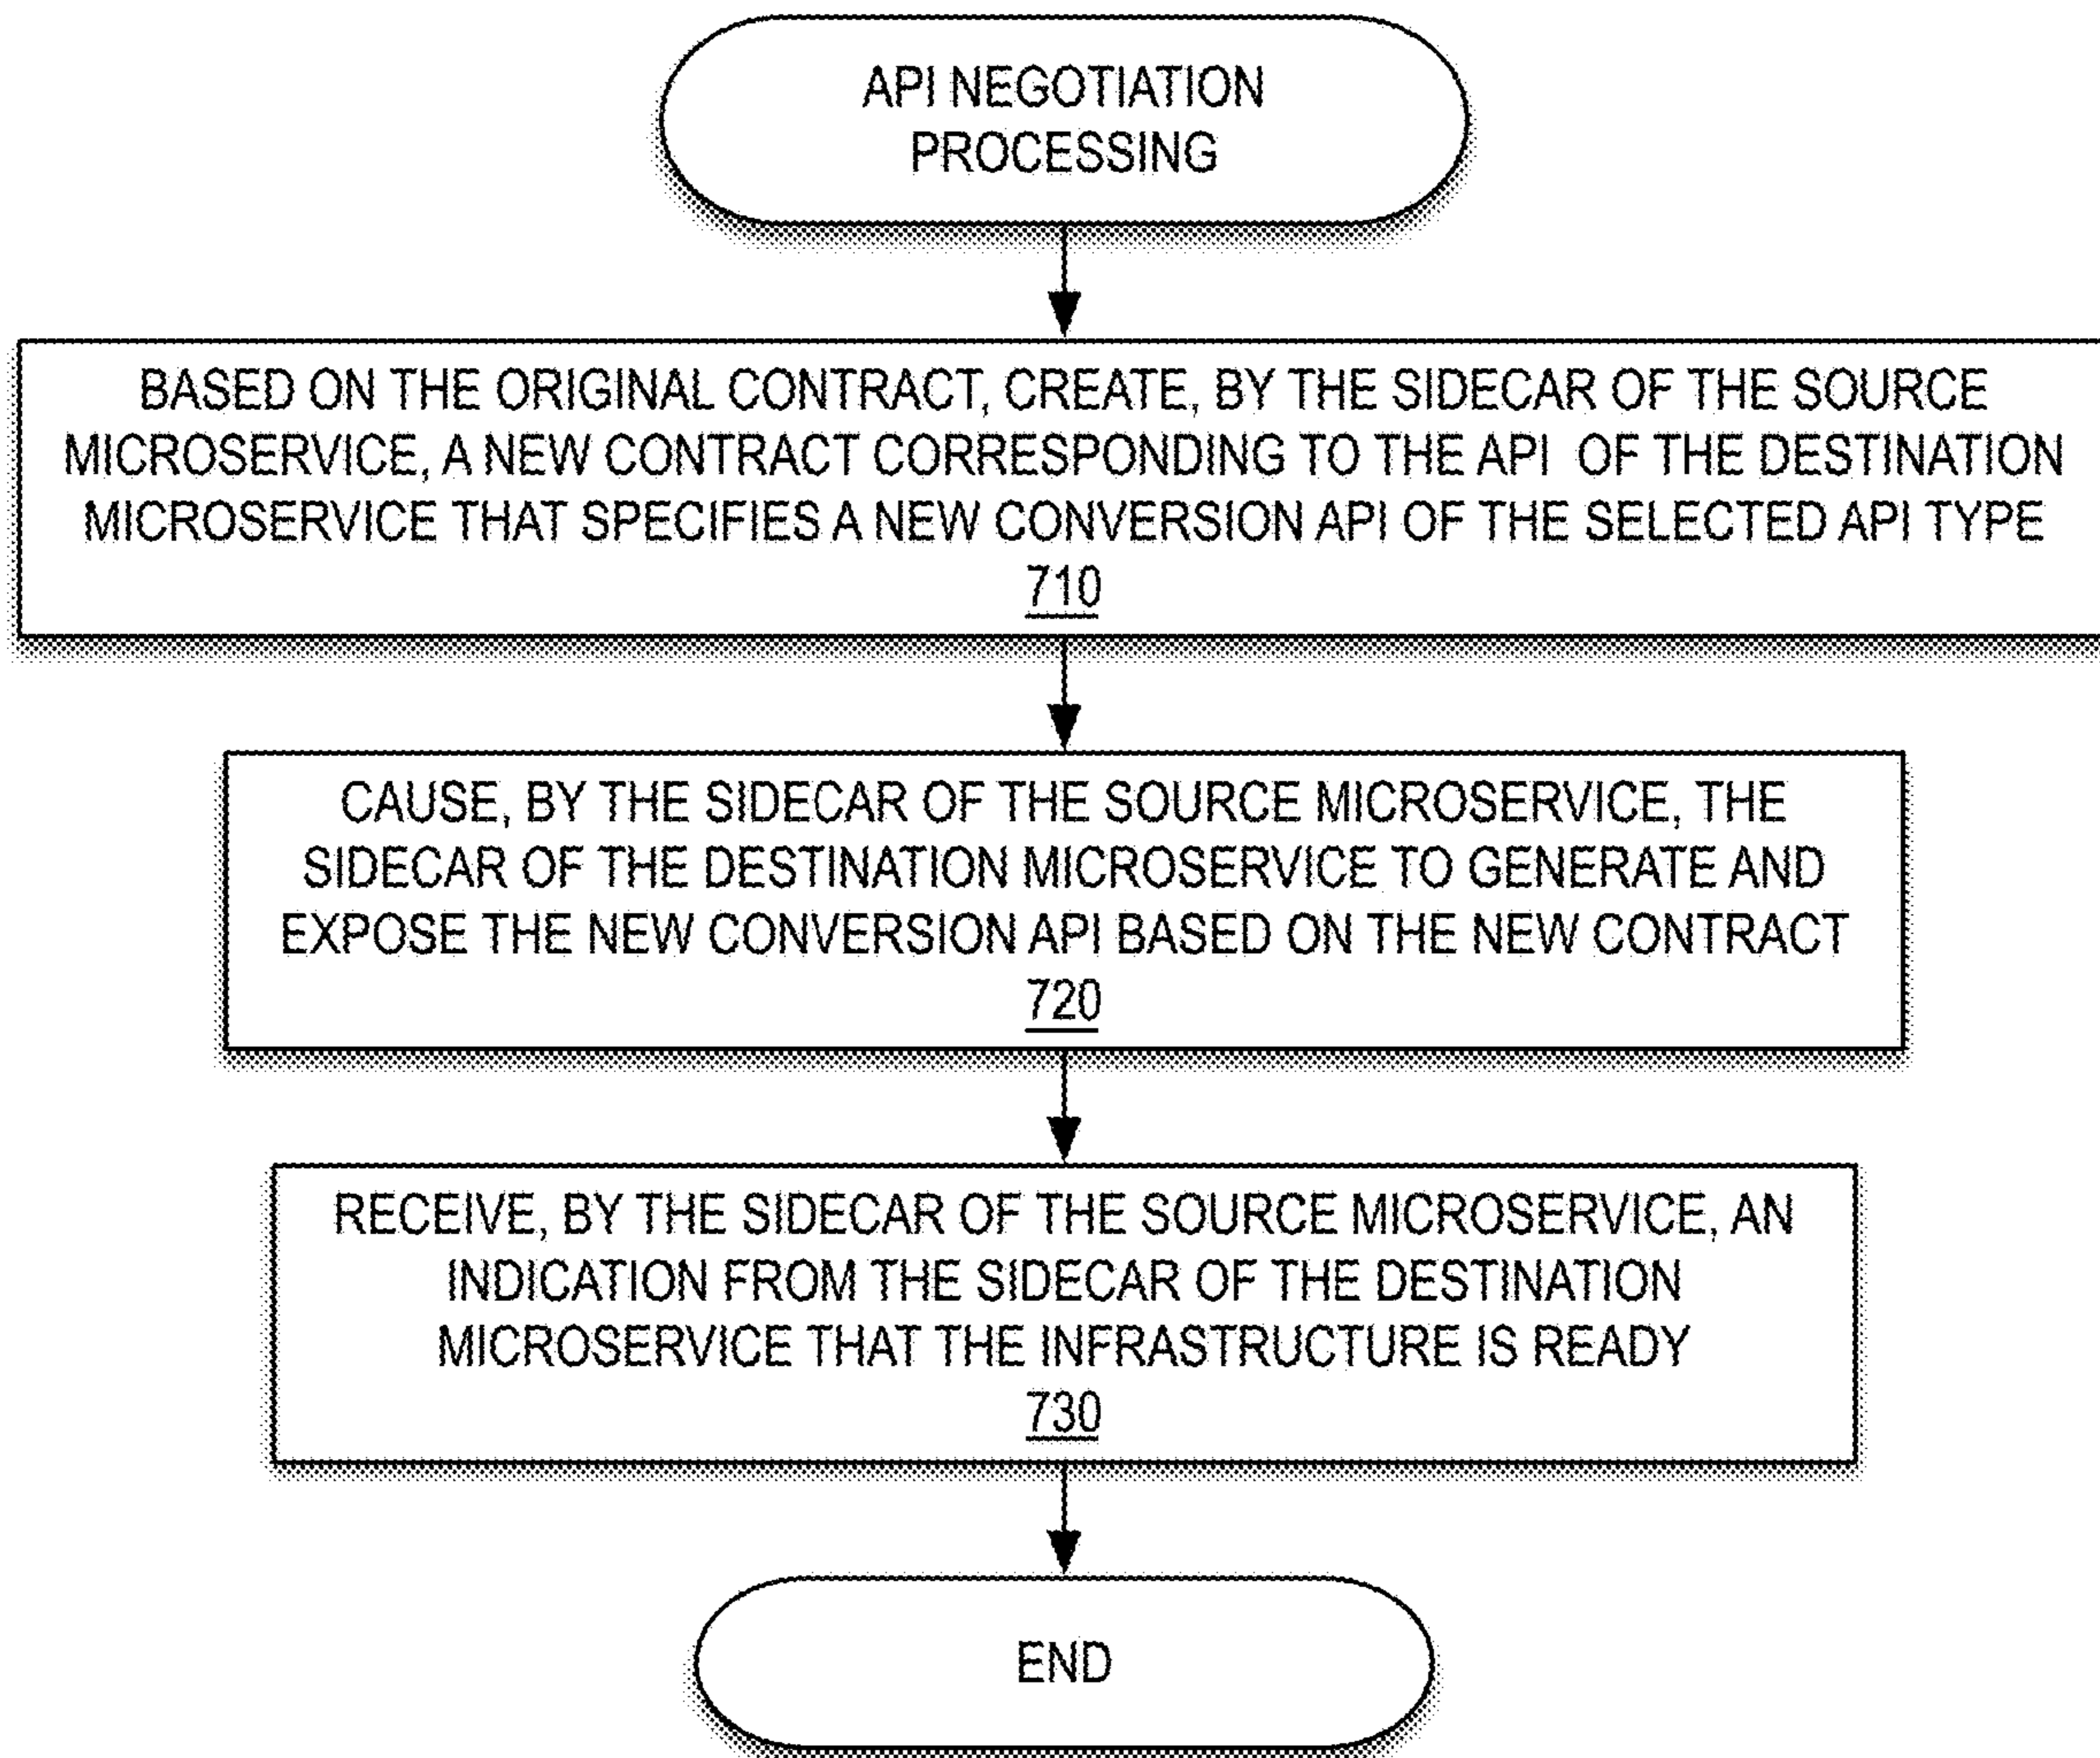 API NEGOTIATION
PROCESSING
BASED ON THE ORIGINAL CONTRACT, CREATE, BY THE SIDECAR OF THE SOURCE
MICROSERVICE, A NEW CONTRACT CORRESPONDING TO THE API OF THE DESTINATION
MICROSERVICE THAT SPECIFIES A NEW CONVERSION API OF THE SELECTED API TYPE
710
CAUSE, BY THE SIDECAR OF THE SOURCE MICROSERVICE, THE
SIDECAR OF THE DESTINATION MICROSERVICE TO GENERATE AND
EXPOSE THE NEW CONVERSION API BASED ON THE NEW CONTRACT
720
RECEIVE, BY THE SIDECAR OF THE SOURCE MICROSERVICE, AN
INDICATION FROM THE SIDECAR OF THE DESTINATION
MICROSERVICE THAT THE INFRASTRUCTURE IS READY
730
END